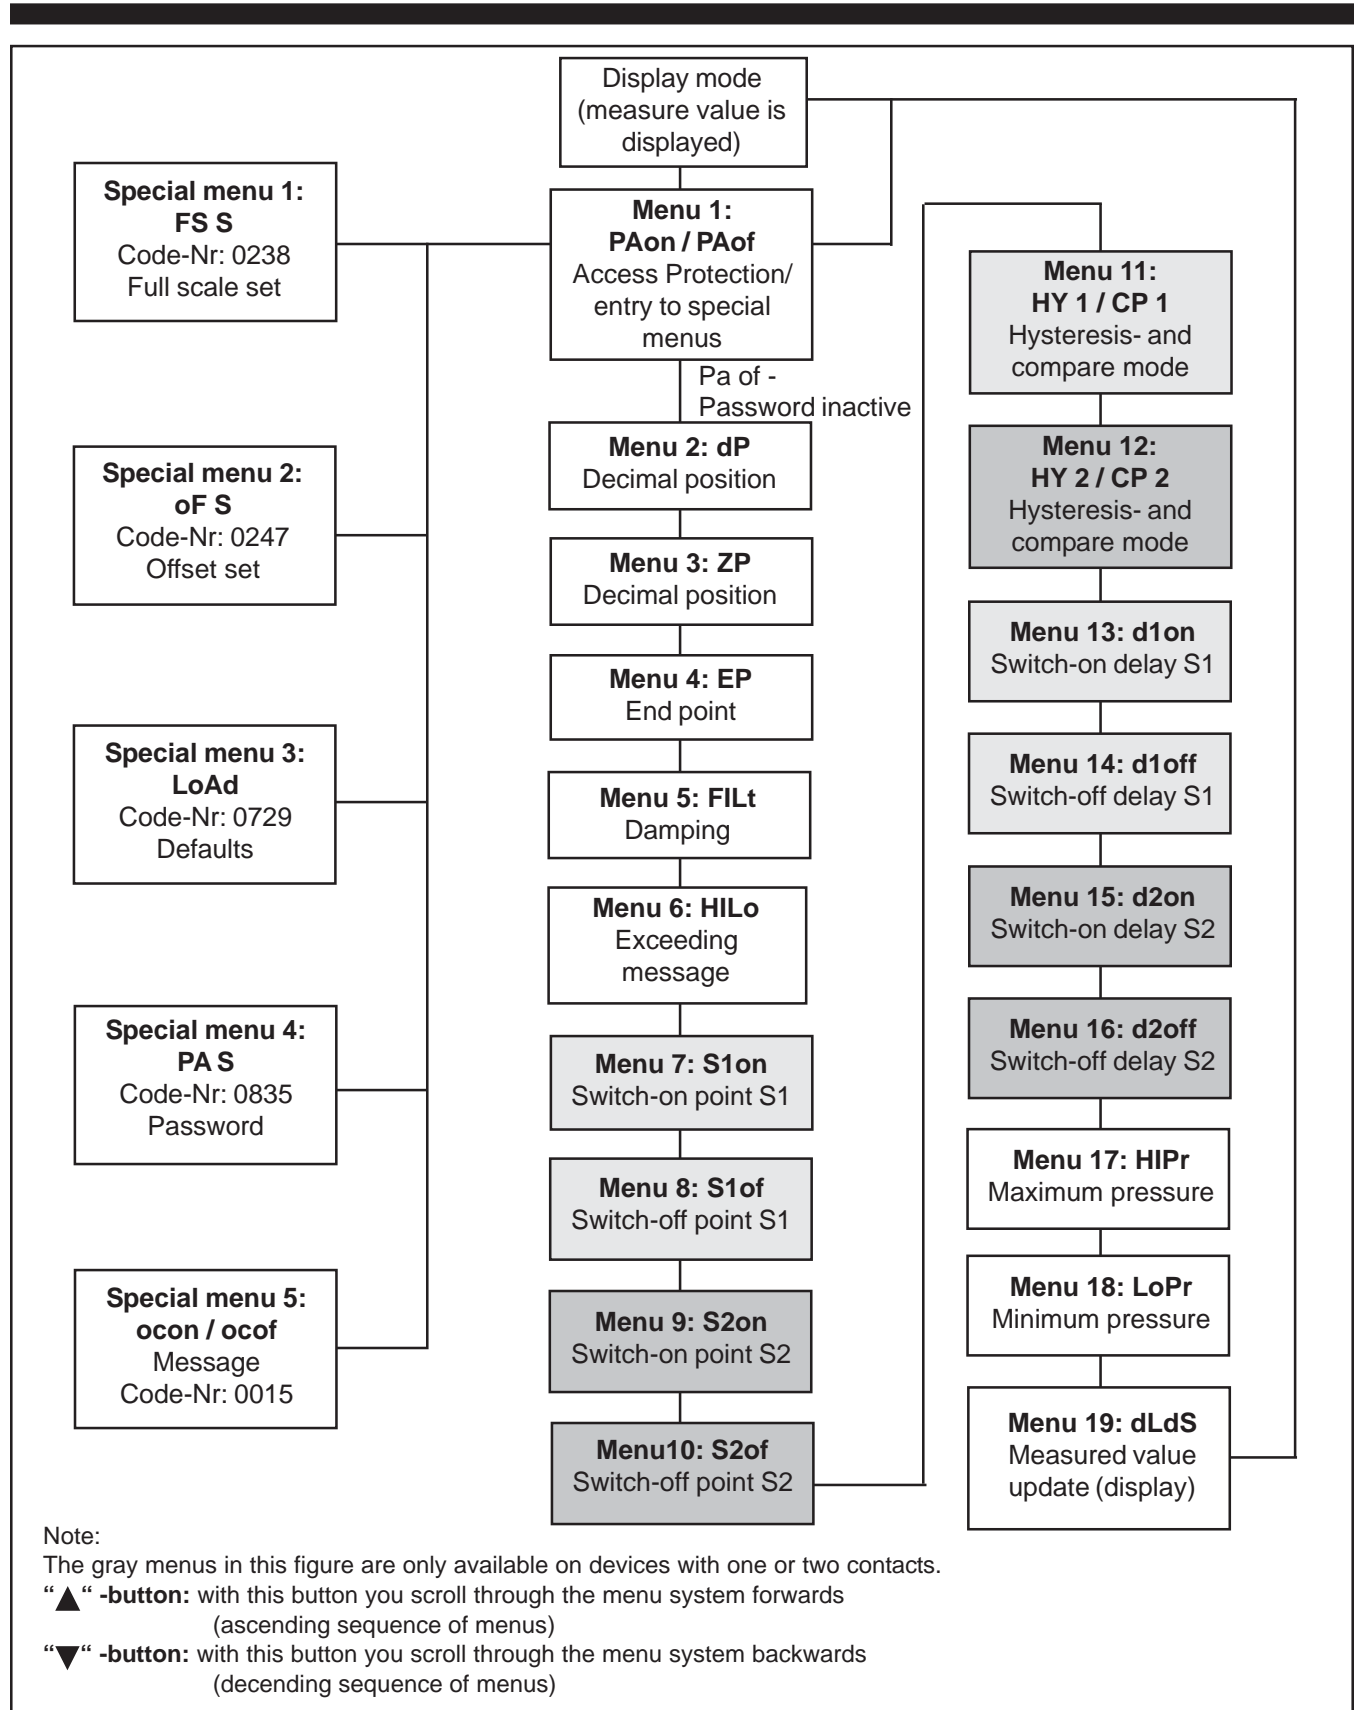 Display mode
(measure value is
displayed)
Special menu 1:
FS S
Code-Nr: 0238
Full scale set
Special menu 2:
oF S
Code-Nr: 0247
Offset set
Special menu 3:
LoAd
Code-Nr: 0729
Defaults
Special menu 4:
PA S
Code-Nr: 0835
Password
Special menu 5:
ocon / ocof
Message
Code-Nr: 0015
Menu 1:
PAon / PAof
Access Protection/
entry to special
menus
Pa of -
Password inactive
Menu 2: dP
Decimal position
Menu 3: ZP
Decimal position
Menu 4: EP
End point
Menu 5: FILt
Damping
Menu 6: HILo
Exceeding
message
Menu 7: S1on
Switch-on point S1
Menu 8: S1of
Switch-off point S1
Menu 9: S2on
Switch-on point S2
Menu10: S2of
Switch-off point S2
Menu 11:
HY 1 / CP 1
Hysteresis- and
compare mode
Menu 12:
HY 2 / CP 2
Hysteresis- and
compare mode
Menu 13: d1on
Switch-on delay S1
Menu 14: d1off
Switch-off delay S1
Menu 15: d2on
Switch-on delay S2
Menu 16: d2off
Switch-off delay S2
Menu 17: HIPr
Maximum pressure
Menu 18: LoPr
Minimum pressure
Menu 19: dLdS
Measured value
update (display)
Note:
The gray menus in this figure are only available on devices with one or two contacts.
“▲“ -button: with this button you scroll through the menu system forwards
(ascending sequence of menus)
“▼“ -button: with this button you scroll through the menu system backwards
(decending sequence of menus)